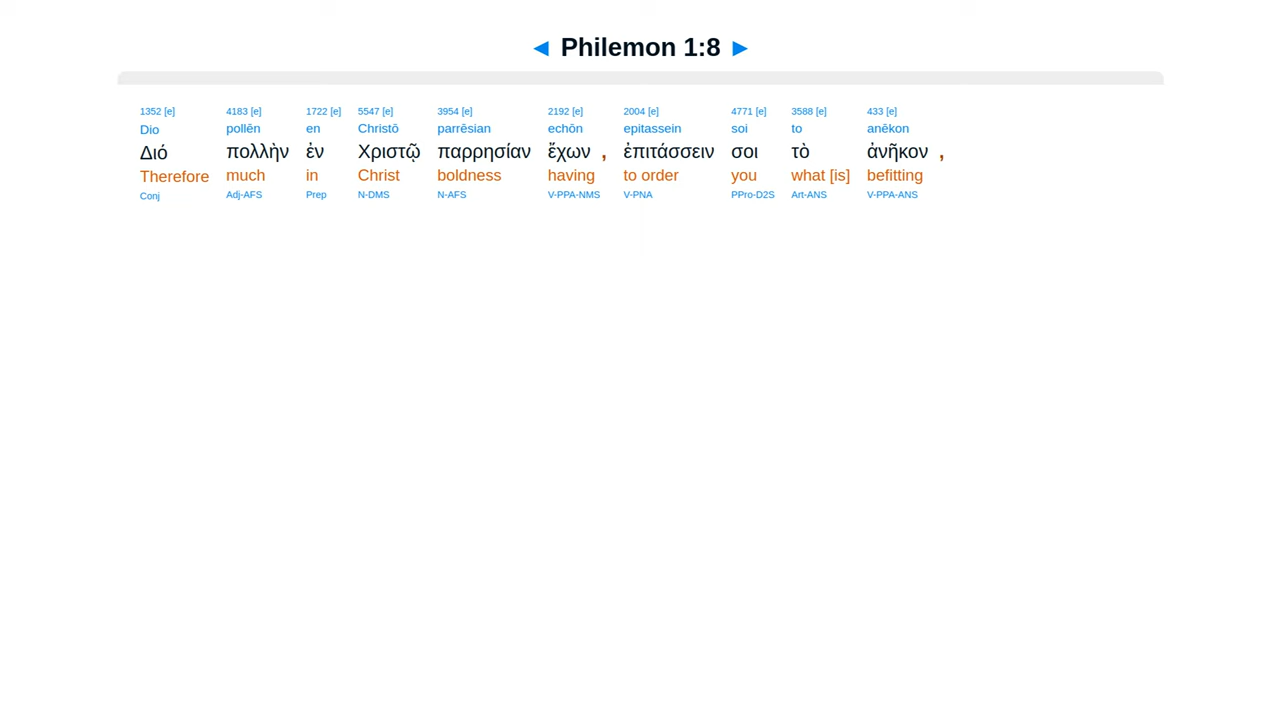 ◄ Philemon 1:8 ►
1352 [e] 4183 [e] 1722 [e] 5547 [e] 3954 [e] 2192 [e] 2004 [e] 4771 [e] 3588 [e] 433 [e]
Dio pollēn en Christō parrēsian echōn epitassein soi to anēkon
Διό πολλὴν ἐν Χριστῷ παρρησίαν ἔχων , ἐπιτάσσειν σοι τὸ ἀνῆκον ,
Therefore much in Christ boldness having to order you what [is] befitting
Conj Adj-AFS Prep N-DMS N-AFS V-PPA-NMS V-PNA PPro-D2S Art-ANS V-PPA-ANS